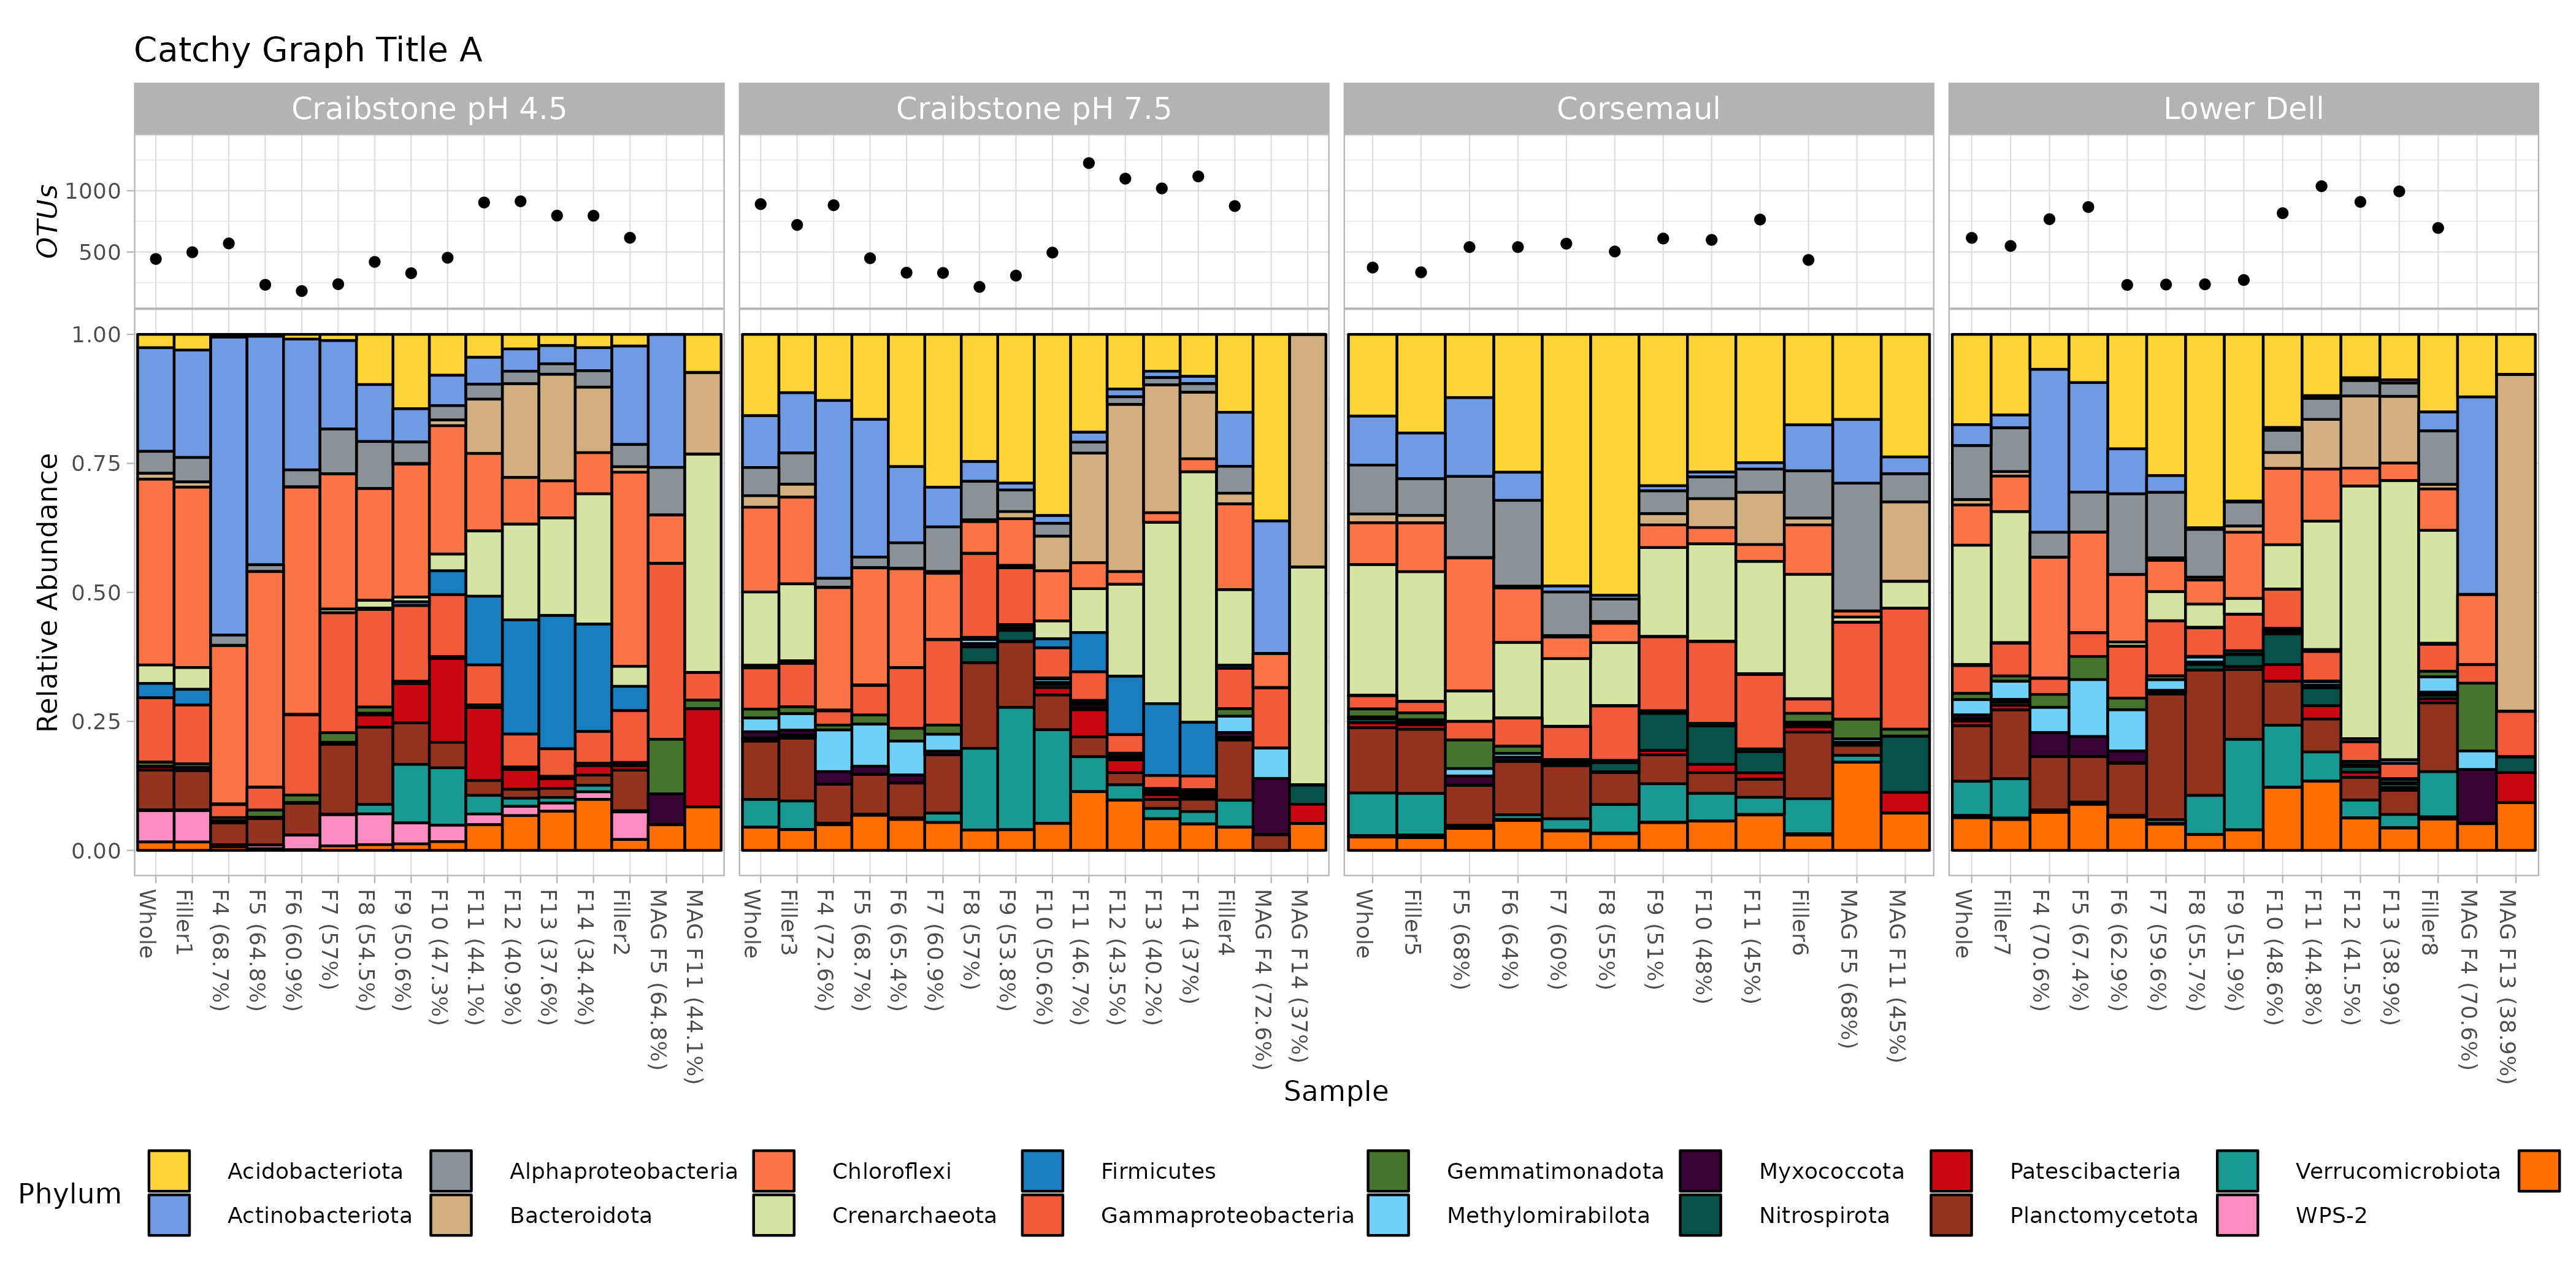 Catchy Graph Title A
Craibstone pH 4.5
Craibstone pH 7.5
Corsemaul
Lower Dell
OTUs
1000
500
Relative Abundance
1.00
0.75
0.50
0.25
0.00
Whole
Filler1
F4 (68.7%)
F5 (64.8%)
F6 (60.9%)
F7 (57%)
F8 (54.5%)
F9 (50.6%)
F10 (47.3%)
F11 (44.1%)
F12 (40.9%)
F13 (37.6%)
F14 (34.4%)
Filler2
MAG F5 (64.8%)
MAG F11 (44.1%)
Whole
Filler3
F4 (72.6%)
F5 (68.7%)
F6 (65.4%)
F7 (60.9%)
F8 (57%)
F9 (53.8%)
F10 (50.6%)
F11 (46.7%)
F12 (43.5%)
F13 (40.2%)
F14 (37%)
Filler4
MAG F4 (72.6%)
MAG F14 (37%)
Whole
Filler5
F5 (68%)
F6 (64%)
F7 (60%)
F8 (55%)
F9 (51%)
F10 (48%)
F11 (45%)
Filler6
MAG F5 (68%)
MAG F11 (45%)
Whole
Filler7
F4 (70.6%)
F5 (67.4%)
F6 (62.9%)
F7 (59.6%)
F8 (55.7%)
F9 (51.9%)
F10 (48.6%)
F11 (44.8%)
F12 (41.5%)
F13 (38.9%)
Filler8
MAG F4 (70.6%)
MAG F13 (38.9%)
Sample
Phylum
Acidobacteriota
Actinobacteriota
Alphaproteobacteria
Bacteroidota
Chloroflexi
Crenarchaeota
Firmicutes
Gammaproteobacteria
Gemmatimonadota
Methylomirabilota
Myxococcota
Nitrospirota
Patescibacteria
Planctomycetota
Verrucomicrobiota
WPS-2